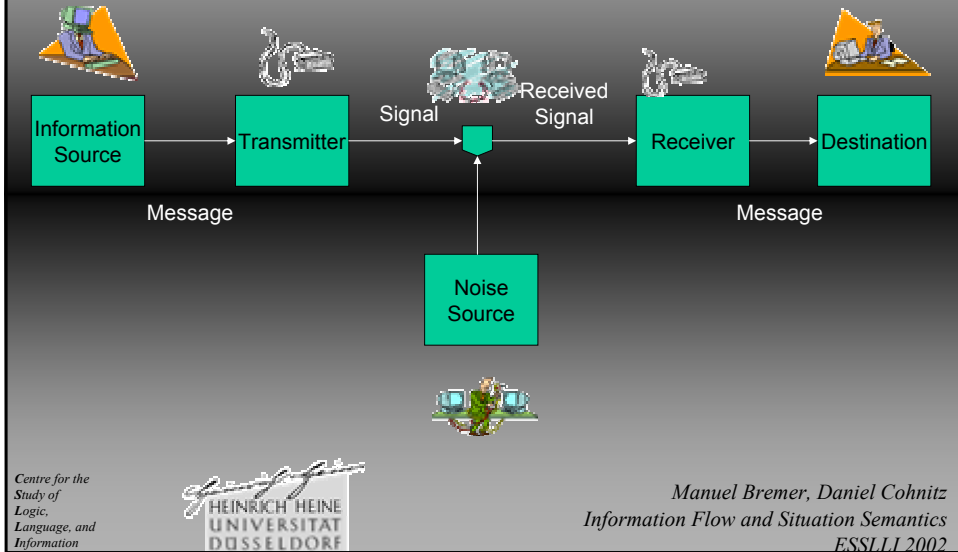 Information
Source
Transmitter
Signal
Received
Signal
Receiver
Destination
Message
Message
Noise
Source
Centre for the
Study of
Logic,
Language, and
Information
HEINRICH HEINE
UNIVERSITÄT
DÜSSELDORF
Manuel Bremer, Daniel Cohnitz
Information Flow and Situation Semantics
ESSLLI 2002